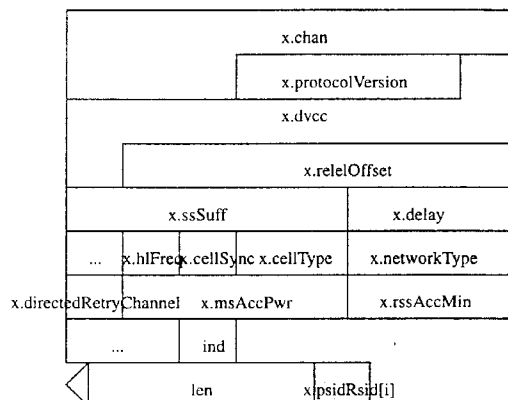 x.chan
x.protocolVersion
x.dvcc
x.relelOffset
x.ssSuff x.delay
... x.hlFreq x.cellSync x.cellType x.networkType
x.directedRetryChannel x.msAccPwr x.rssAccMin
... ind
len x.psidRsid[i]